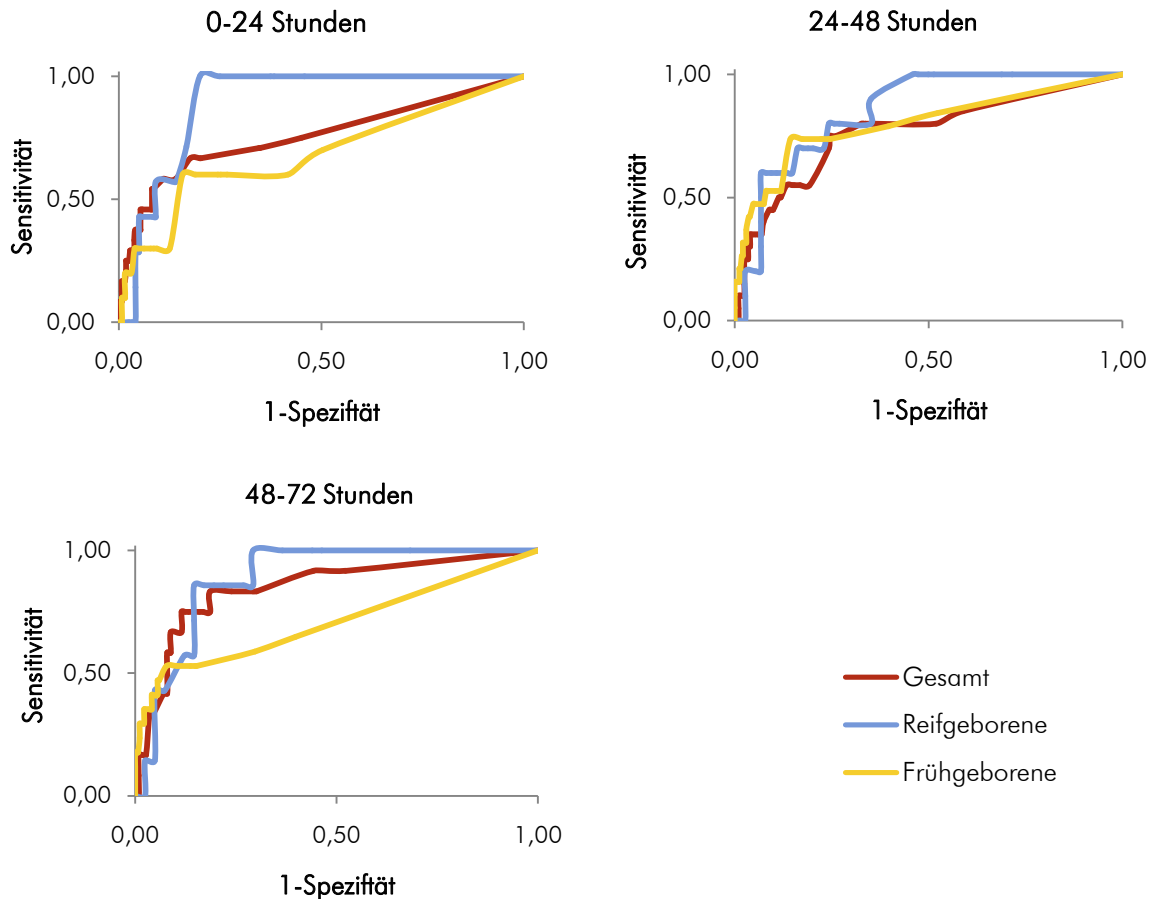 0-24 Stunden
1,00
0,50
0,00
Sensitivität
0,00 0,50 1,00
1-Speziftät
24-48 Stunden
1,00
0,50
0,00
Sensitivität
0,00 0,50 1,00
1-Speziftät
48-72 Stunden
1,00
0,50
0,00
Sensitivität
0,00 0,50 1,00
1-Speziftät
Gesamt
Reifgeborene
Frühgeborene